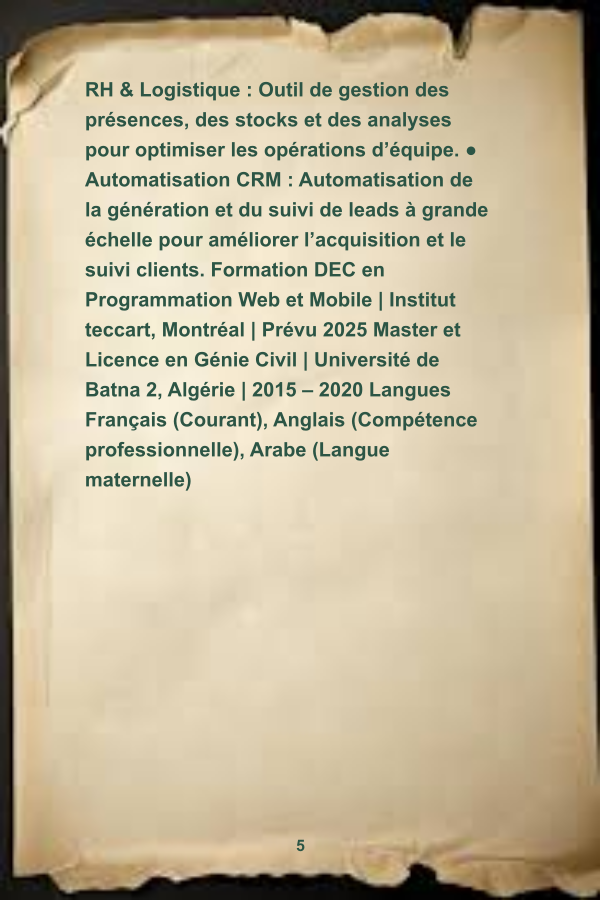 RH & Logistique : Outil de gestion des
présences, des stocks et des analyses
pour optimiser les opérations d’équipe. ●
Automatisation CRM : Automatisation de
la génération et du suivi de leads à grande
échelle pour améliorer l’acquisition et le
suivi clients. Formation DEC en
Programmation Web et Mobile | Institut
teccart, Montréal | Prévu 2025 Master et
Licence en Génie Civil | Université de
Batna 2, Algérie | 2015 – 2020 Langues
Français (Courant), Anglais (Compétence
professionnelle), Arabe (Langue
maternelle)
5